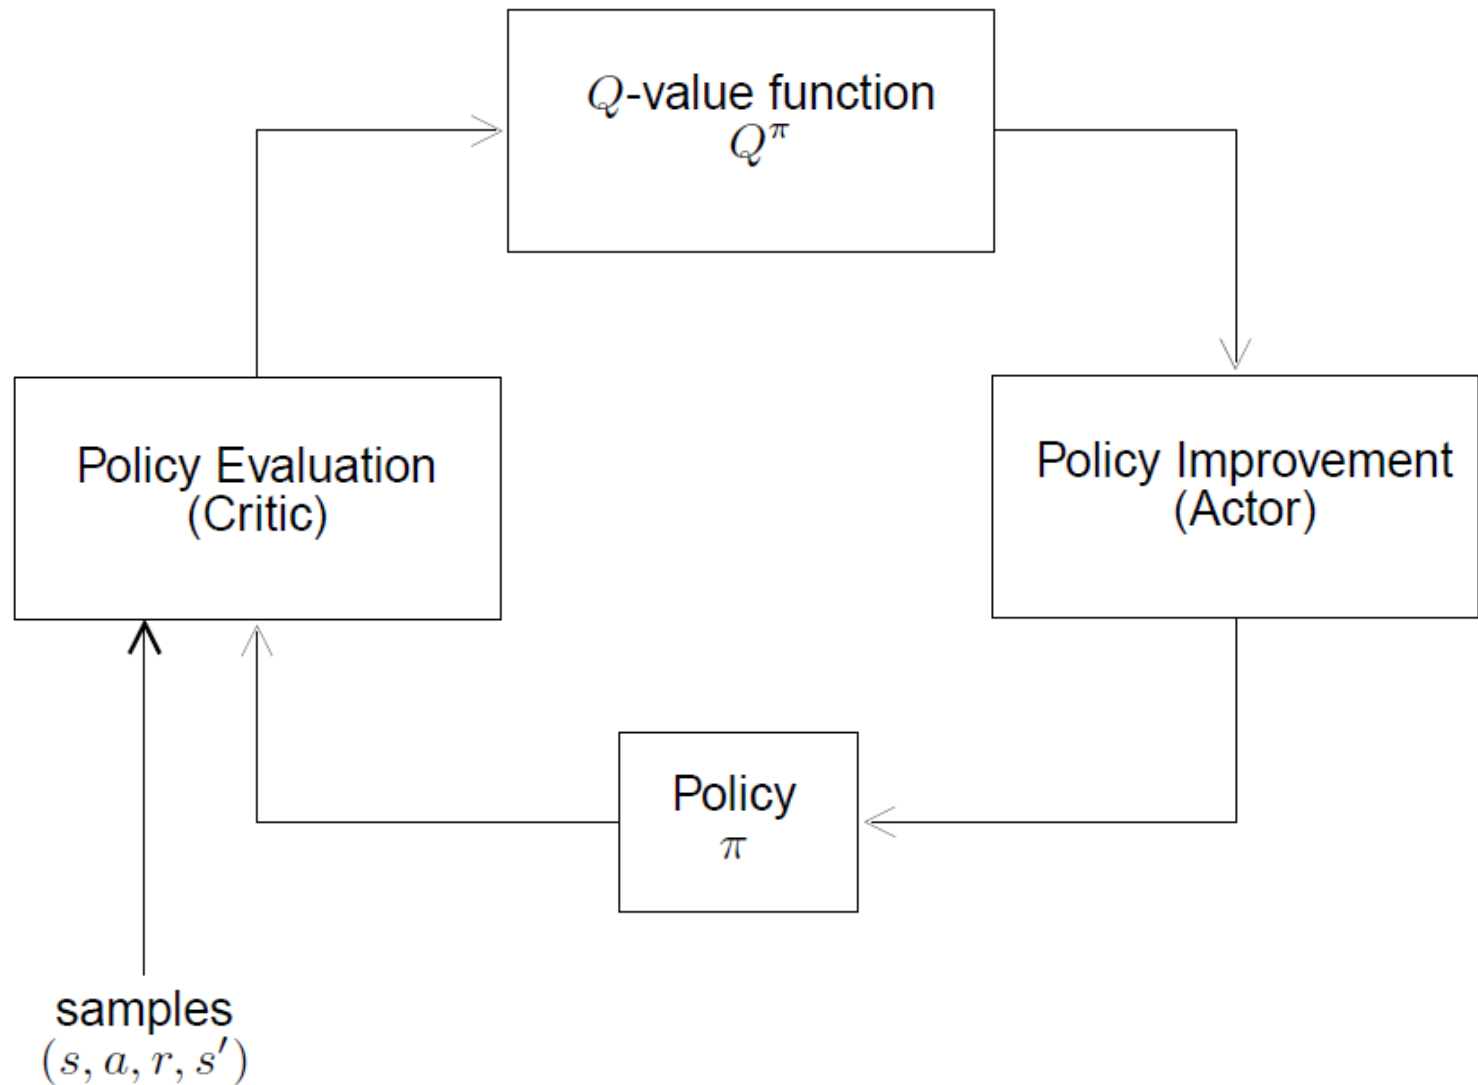 Q-value function
Q^π
Policy Evaluation
(Critic)
Policy Improvement
(Actor)
Policy
π
samples
(s, a, r, s′)